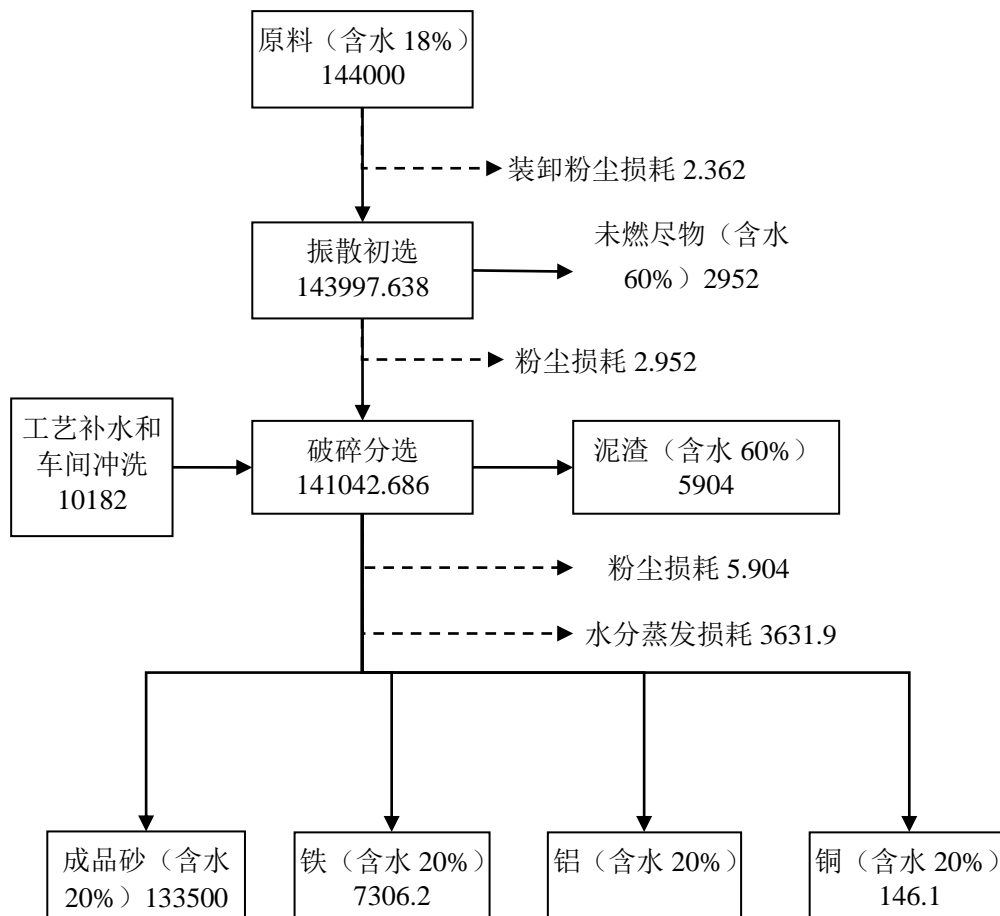 原料（含水 18%）
144000
装卸粉尘损耗 2.362
振散初选
143997.638
未燃尽物（含水
60%）2952
粉尘损耗 2.952
工艺补水和
车间冲洗
10182
破碎分选
141042.686
泥渣（含水 60%）
5904
粉尘损耗 5.904
水分蒸发损耗 3631.9
成品砂（含水
20%）133500
铁（含水 20%）
7306.2
铝（含水 20%）
铜（含水 20%）
146.1